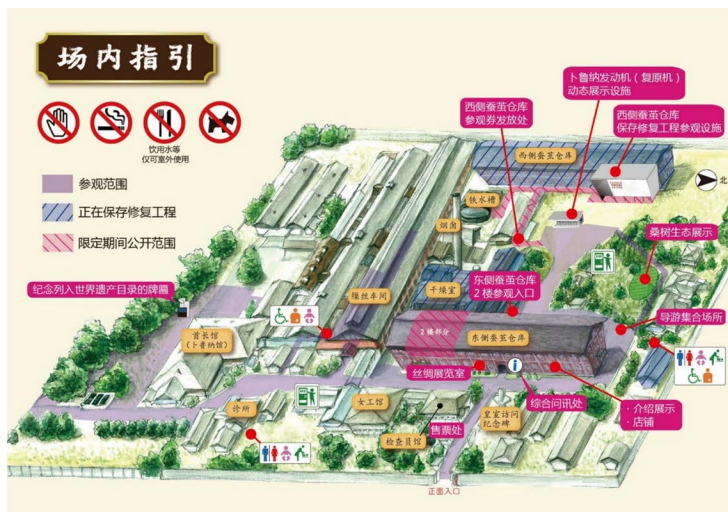 场内指引
饮用水等
仅可室外使用
参观范围
正在保存修复工程
限定期间公开范围
卜鲁纳发动机（复原机）
动态展示设施
西侧蚕茧仓库
参观券发放处
西侧蚕茧仓库
保存修复工程参观设施
西侧蚕茧仓库
北
铁水槽
烟囱
桑树生态展示
东侧蚕茧仓库
2楼参观入口
干燥室
缫丝车间
纪念列入世界遗产目录的牌匾
导游集合场所
首长馆
（卜鲁纳馆）
2楼部分
东侧蚕茧仓库
丝绸展览室
i
综合问讯处
·介绍展示
·店铺
诊所
女工馆
售票处
检查员馆
皇室访问
纪念碑
正面入口